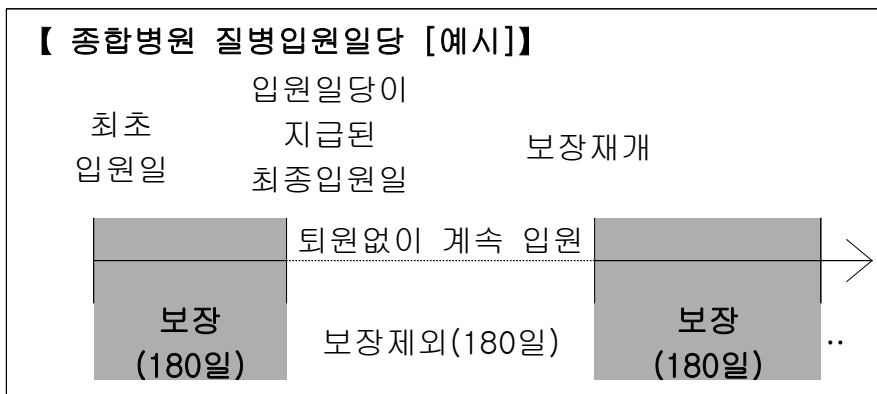 【 종합병원 질병입원일당 [예시]】
최초
입원일
입원일당이
지급된
최종입원일
보장재개
퇴원없이 계속 입원
보장
(180일)
보장제외(180일)
보장
(180일)
..